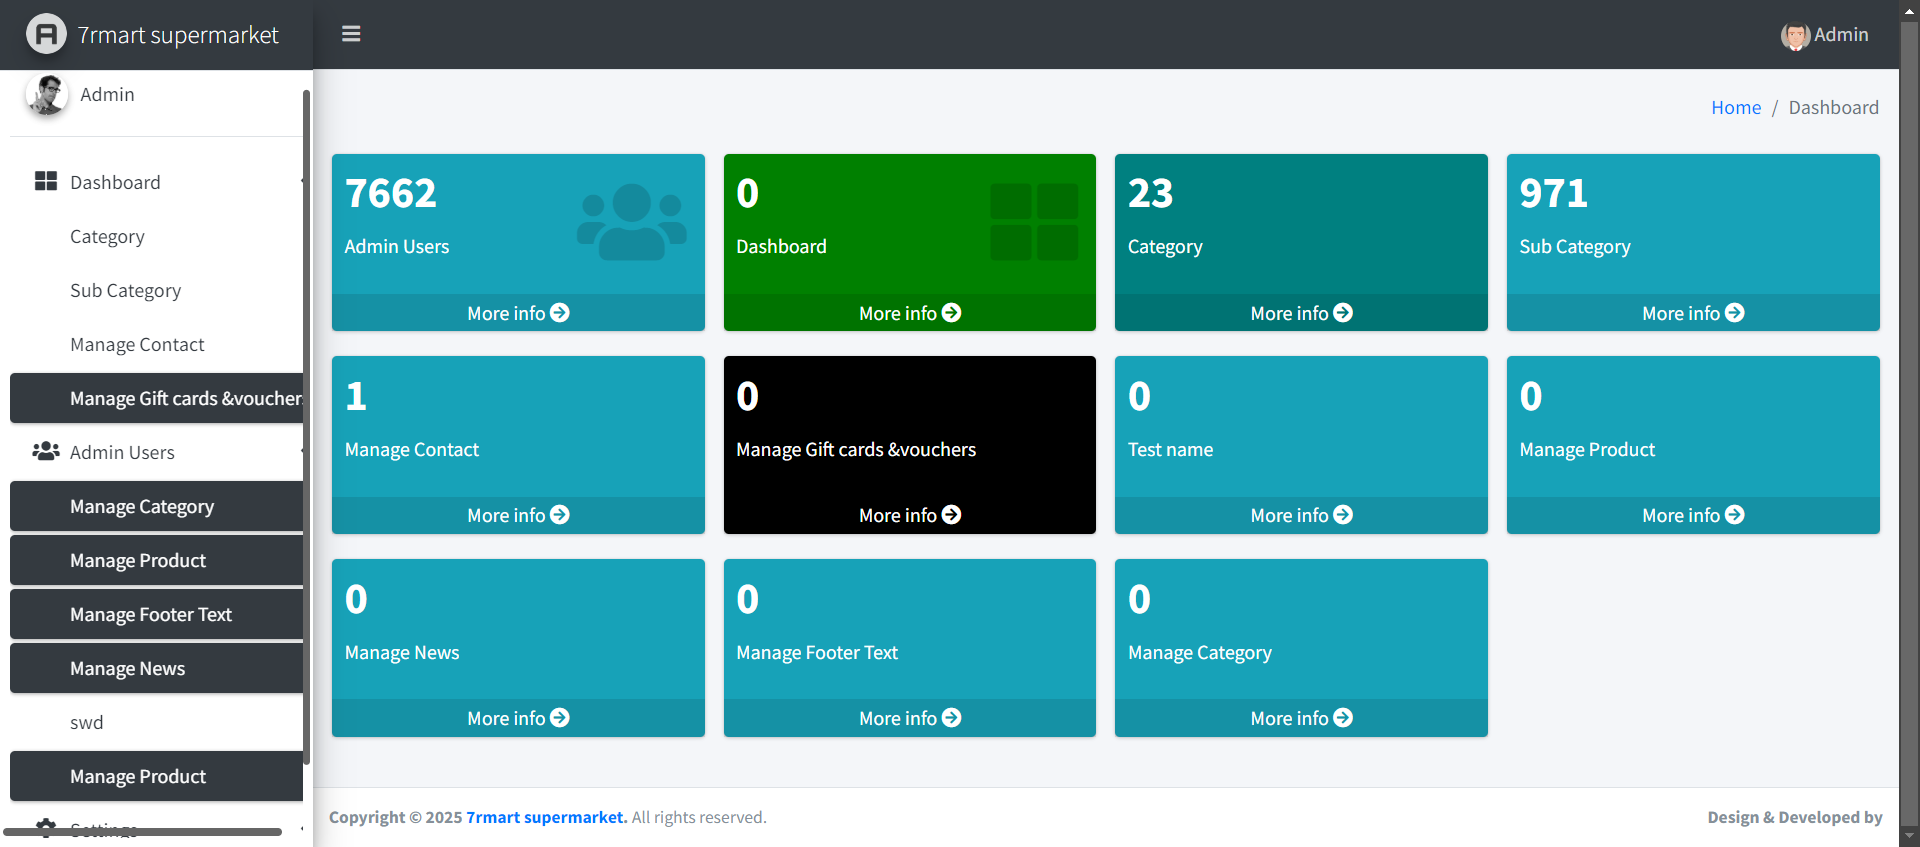 7rmart supermarket
Admin
Admin
Home / Dashboard
Dashboard
Category
Sub Category
Manage Contact
Manage Gift cards &voucher
Admin Users
Manage Category
Manage Product
Manage Footer Text
Manage News
swd
Manage Product
Settings
7662
Admin Users
More info
0
Dashboard
More info
23
Category
More info
971
Sub Category
More info
1
Manage Contact
More info
0
Manage Gift cards &vouchers
More info
0
Test name
More info
0
Manage Product
More info
0
Manage News
More info
0
Manage Footer Text
More info
0
Manage Category
More info
Copyright © 2025 7rmart supermarket. All rights reserved.
Design & Developed by